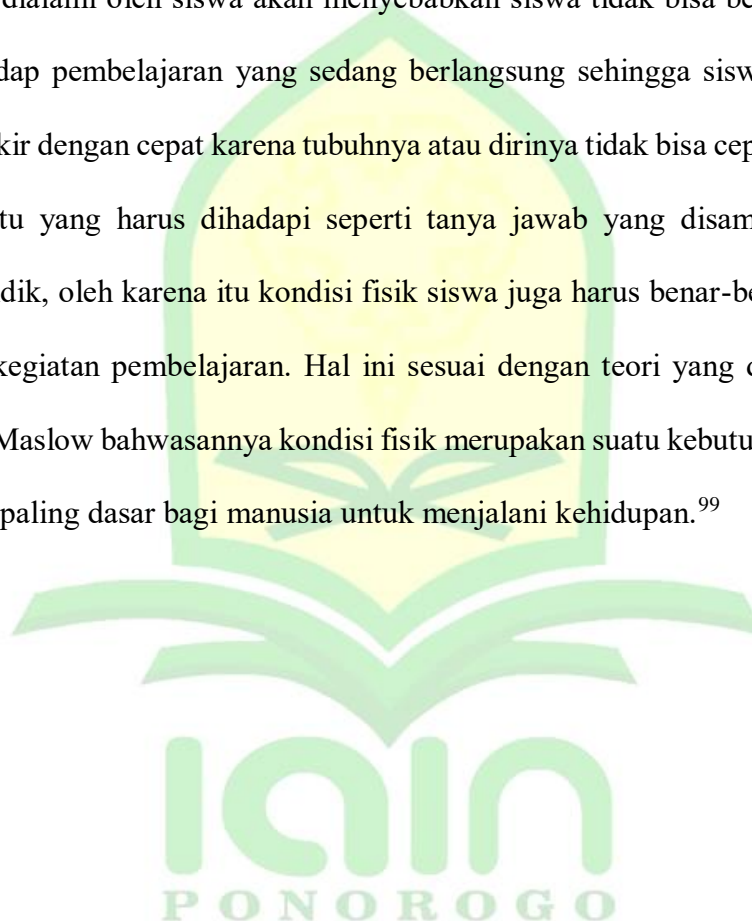 dialami oleh siswa akan menyebabkan siswa tidak bisa be
dap pembelajaran yang sedang berlangsung sehingga sisw
kir dengan cepat karena tubuhnya atau dirinya tidak bisa cep
tu yang harus dihadapi seperti tanya jawab yang disam
dik, oleh karena itu kondisi fisik siswa juga harus benar-be
kegiatan pembelajaran. Hal ini sesuai dengan teori yang
Maslow bahwasannya kondisi fisik merupakan suatu kebutu
paling dasar bagi manusia untuk menjalani kehidupan.99
iain
PONOROGO